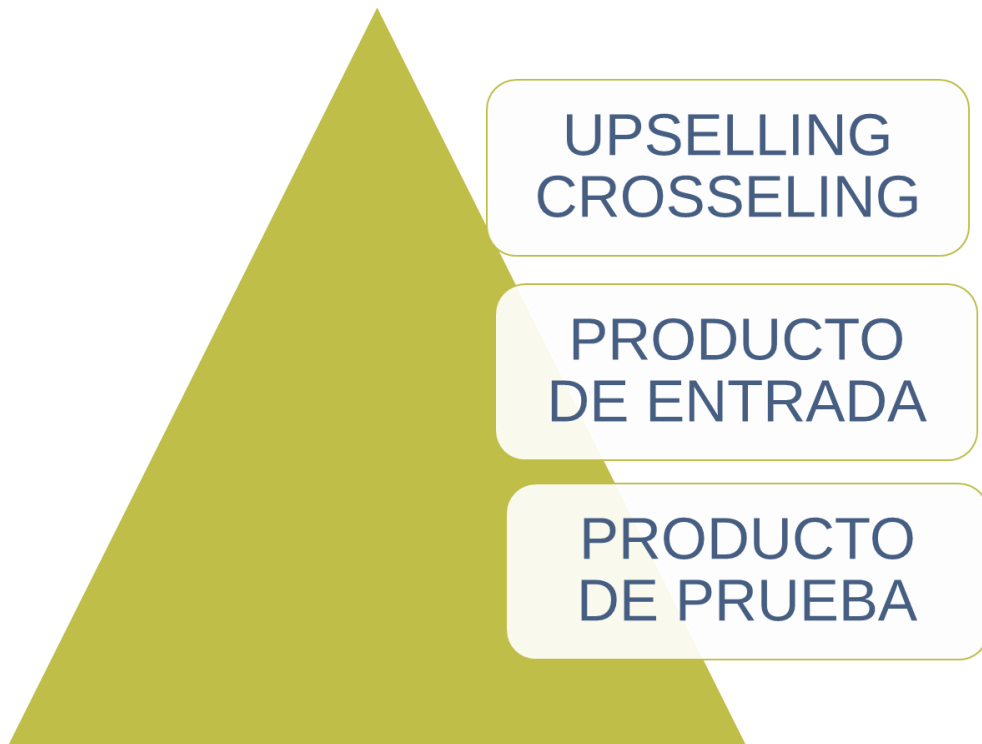 UPSELLING
CROSSELING
PRODUCTO
DE ENTRADA
PRODUCTO
DE PRUEBA